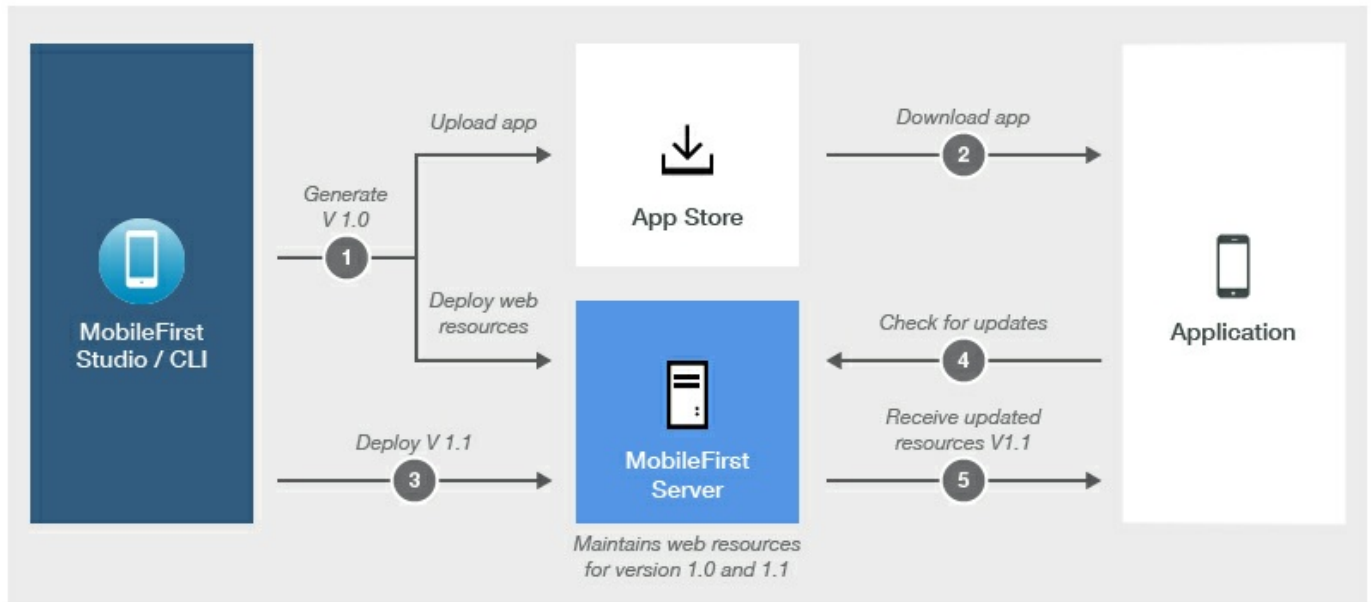 MobileFirst
Studio / CLI
Generate
V 1.0
1
Upload app
Deploy web
resources
App Store
Download app
2
Deploy V 1.1
3
MobileFirst
Server
Maintains web resources
for version 1.0 and 1.1
Check for updates
4
Receive updated
resources V1.1
5
Application